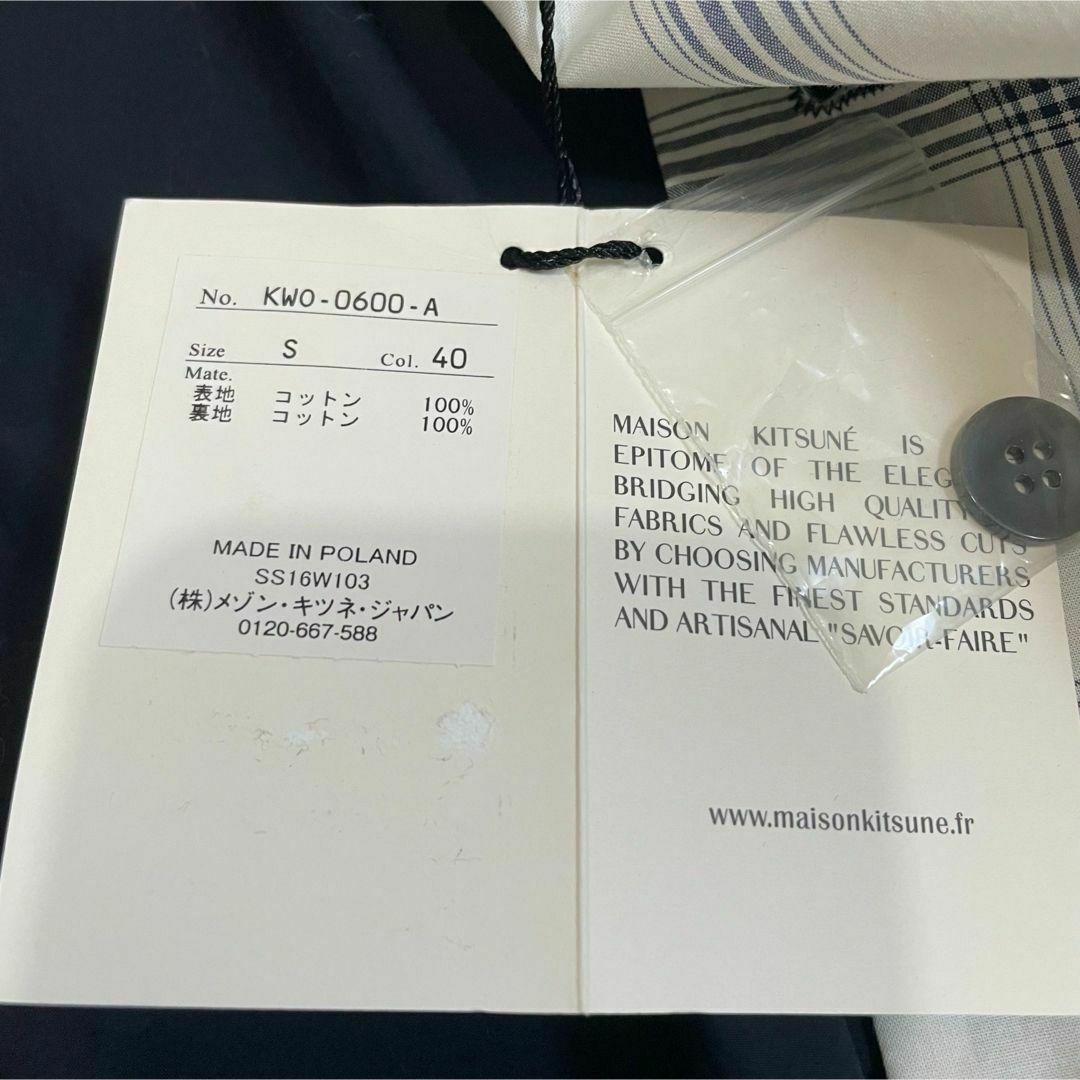 No. KWO-0600-A
Size S Col. 40
Mate.
表地 コットン 100%
裏地 コットン 100%
MADE IN POLAND
SS16W103
(株)メゾン・キツネ・ジャパン
0120-667-588
MAISON KITSUNÉ IS
EPITOME OF THE
BRIDGING HIGH QUALITY
FABRICS AND FLAWLESS CUTS
BY CHOOSING MANUFACTURERS
WITH THE FINEST STANDARDS
AND ARTISANAL "SAVOIR-FAIRE"
www.maisonkitsune.fr